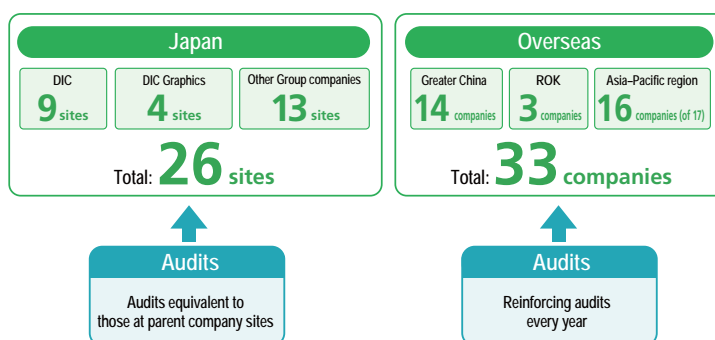 Japan
DIC
9 sites
DIC Graphics
4 sites
Other Group companies
13 sites
Total: 26 sites
Overseas
Greater China
14 companies
ROK
3 companies
Asia–Pacific region
16 companies (of 17)
Total: 33 companies
Audits
Audits equivalent to
those at parent company sites
Audits
Reinforcing audits
every year